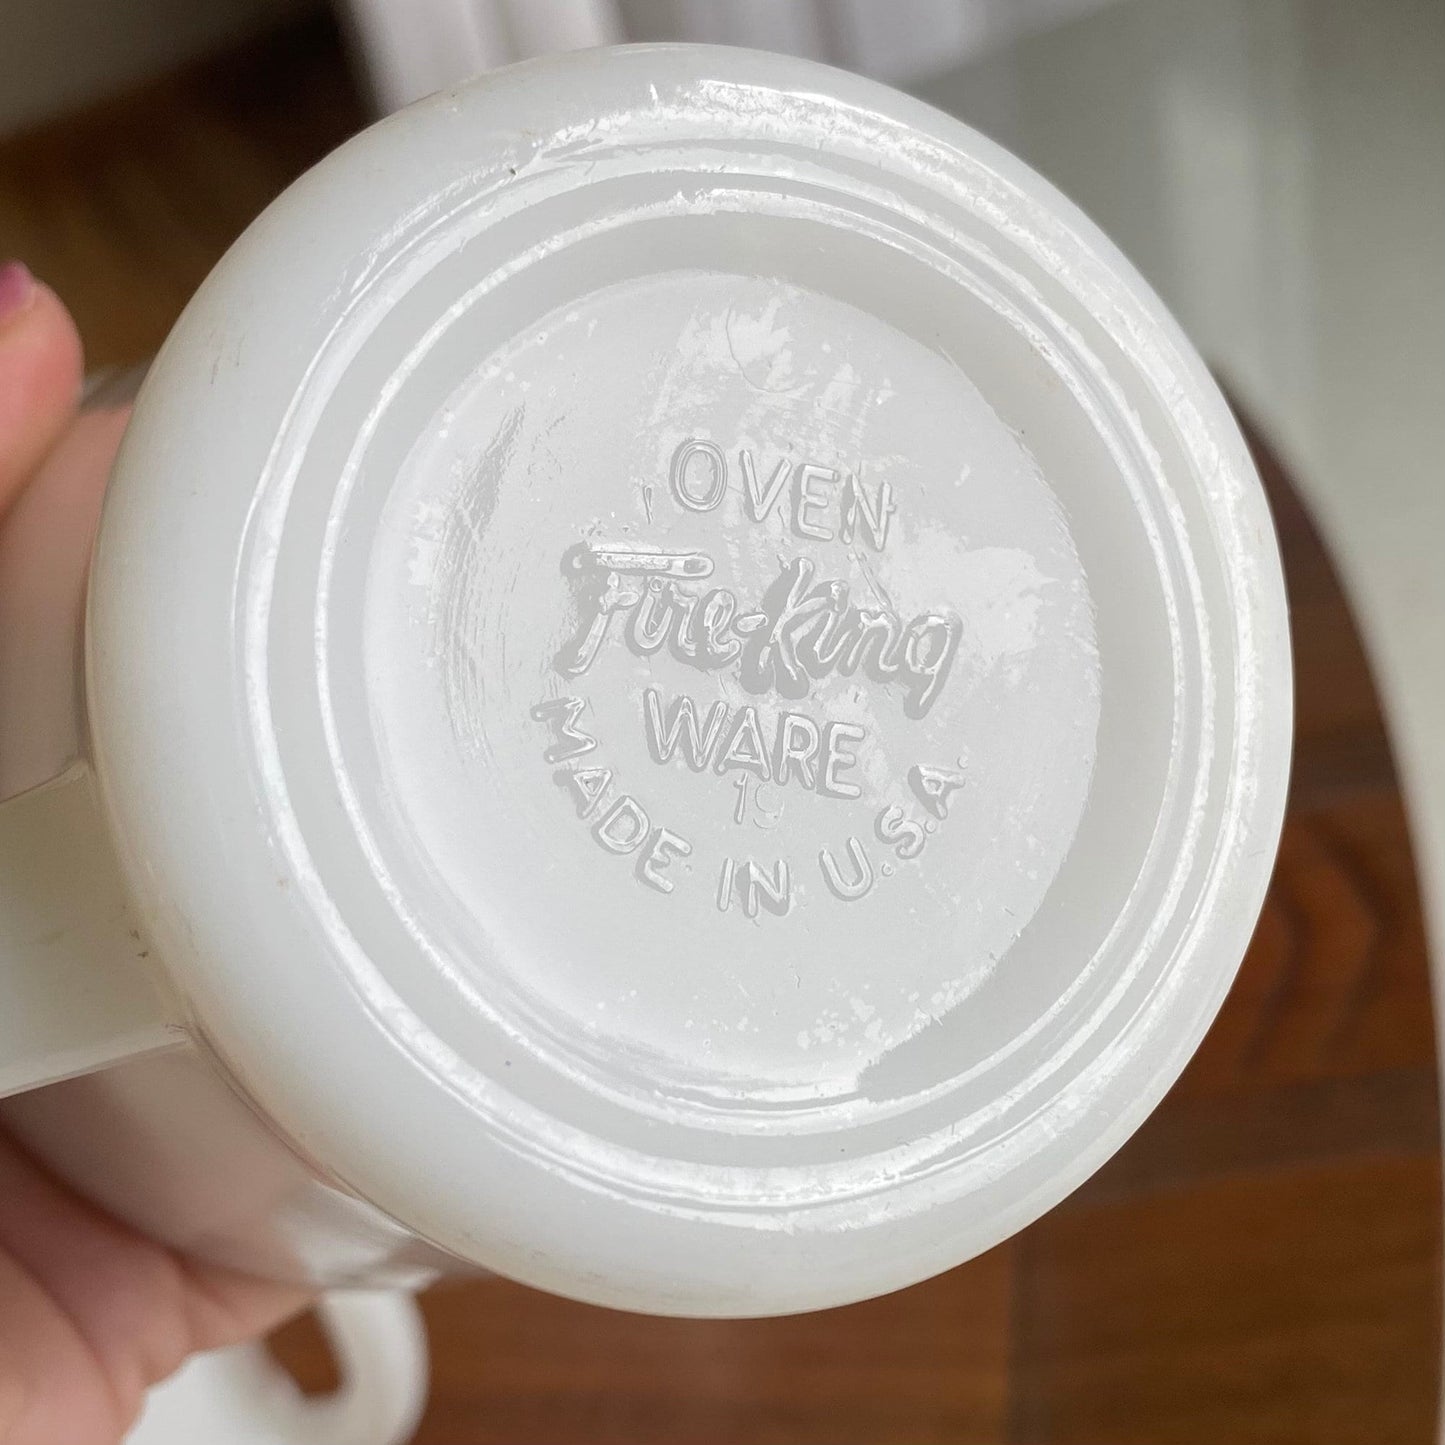 OVEN
Fire-King
WARE
19
MADE IN U.S.A.